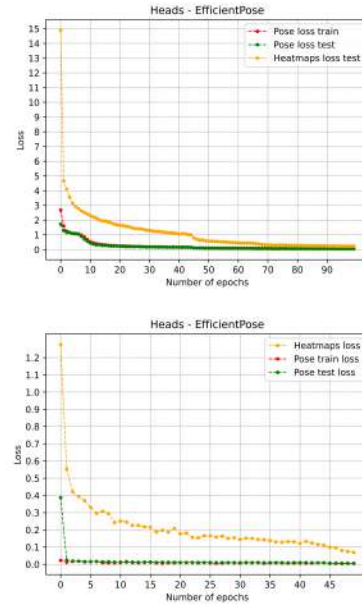 Heads - EfficientPose
Pose loss train
Pose loss test
Heatmaps loss test
15
14
13
12
11
10
9
8
7
6
5
4
3
2
1
0
Loss
0 10 20 30 40 50 60 70 80 90
Number of epochs
Heads - EfficientPose
Heatmaps loss
Pose train loss
Pose test loss
1.2
1.1
1.0
0.9
0.8
0.7
0.6
0.5
0.4
0.3
0.2
0.1
0.0
Loss
0 5 10 15 20 25 30 35 40 45
Number of epochs